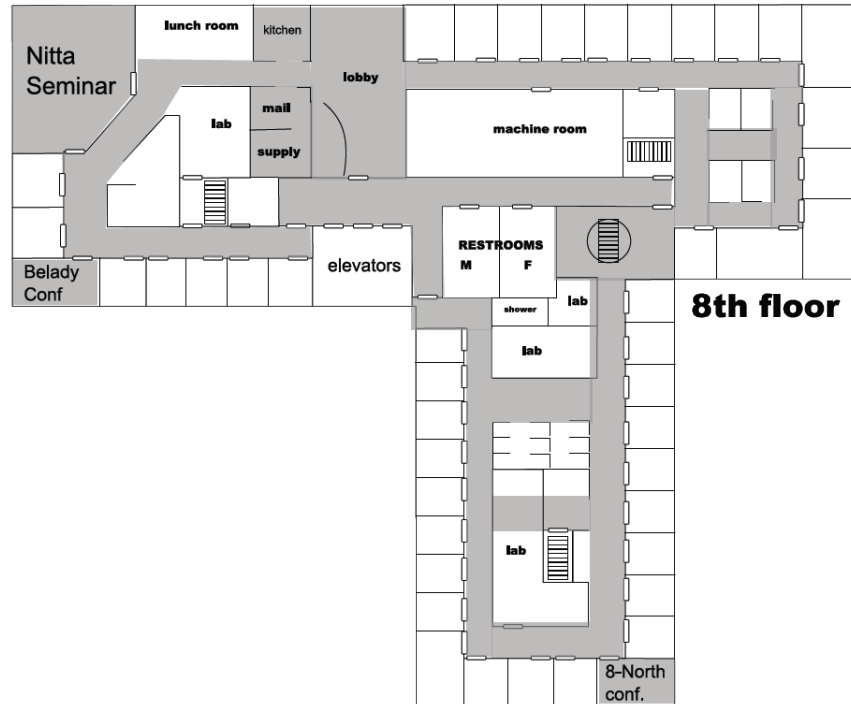 lunch room
kitchen
Nitta
Seminar
lobby
mail
lab
machine room
supply
RESTROOMS
M F
elevators
Belady
Conf
lab
shower
8th floor
lab
lab
8-North
conf.